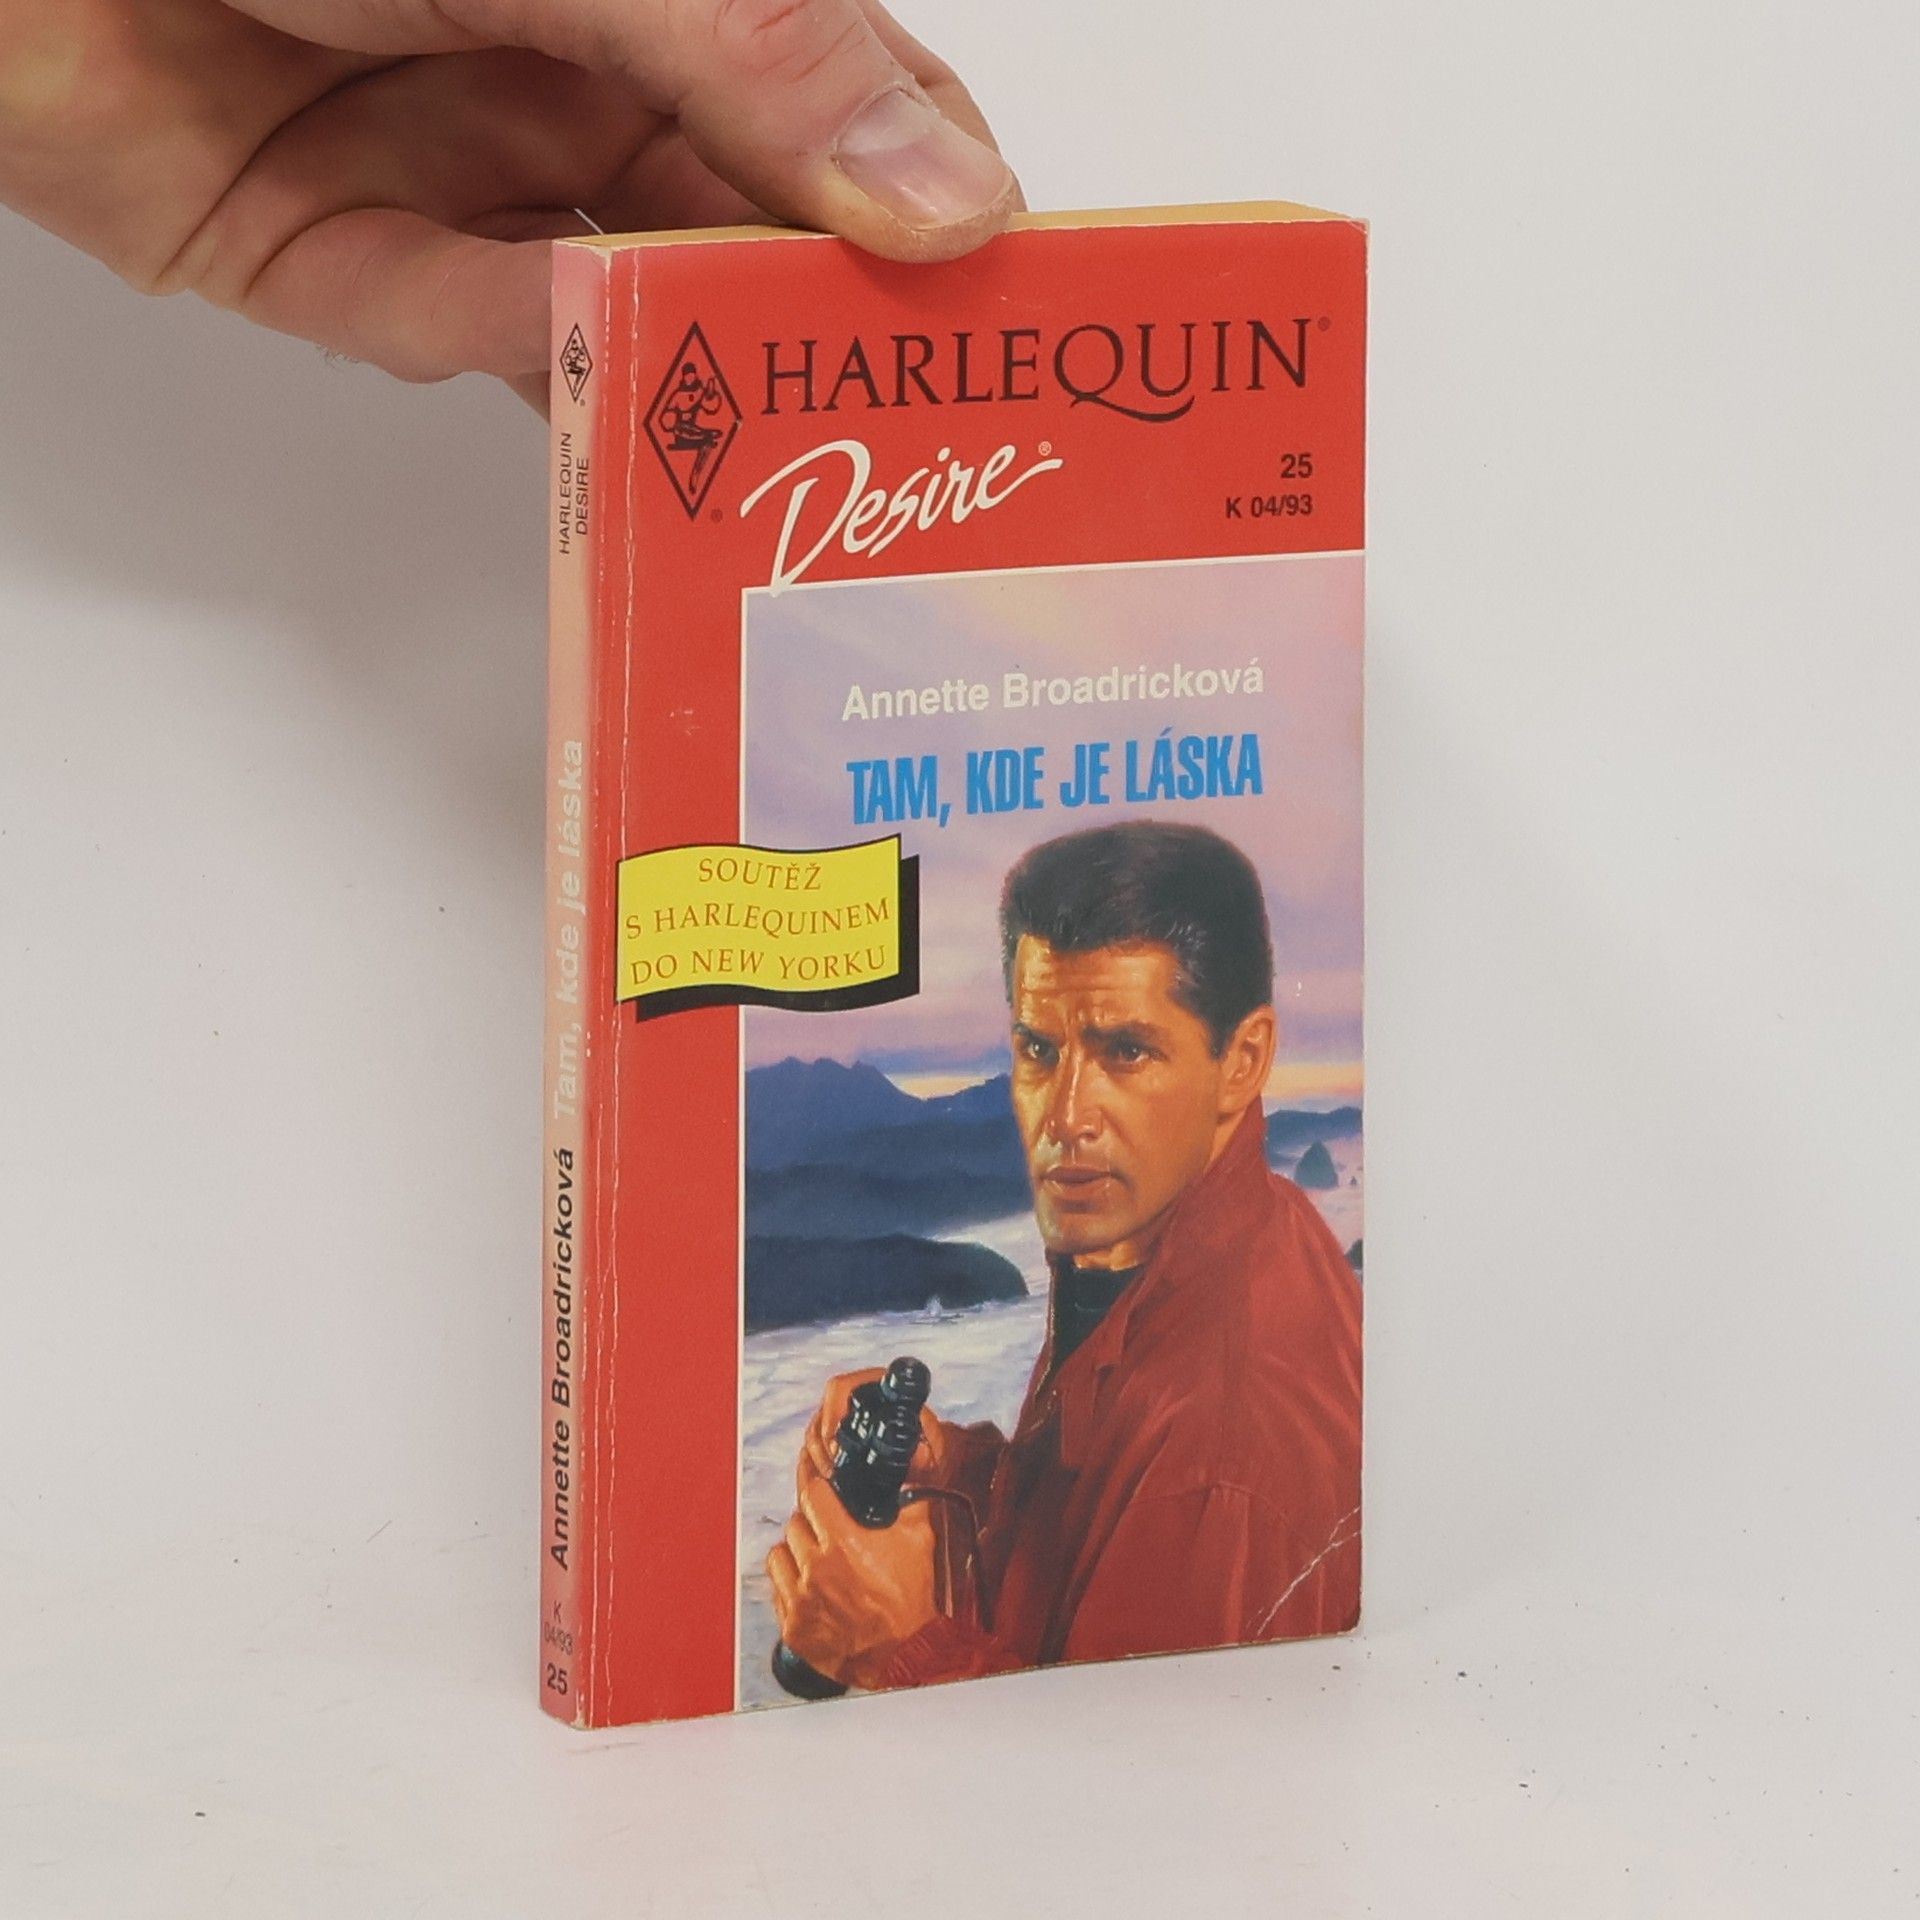 HARLEQUIN®
Desire®
25
K 04/93
Annette Broadricková
TAM, KDE JE LÁSKA
SOUTĚŽ
S HARLEQUINEM
DO NEW YORKU
HARLEQUIN
DESIRE
Annette Broadricková Tam, kde je láska
K
04/93
25